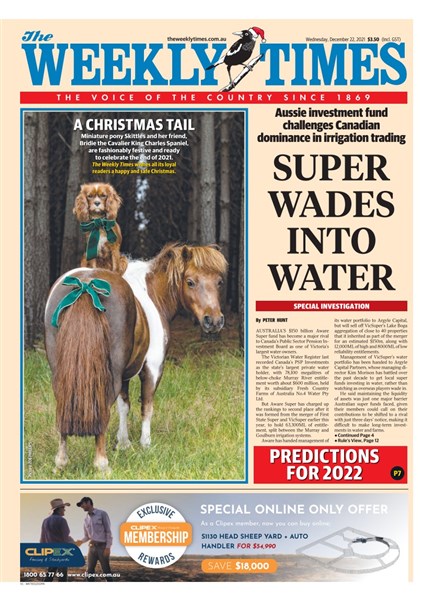 The
theweeklytimes.com.au
Wednesday, December 22, 2021 $3.50 (Incl. GST)
WEEKLY TIMES
THE VOICE OF THE COUNTRY SINCE 1869
A CHRISTMAS TAIL
Miniature pony Skittles and her friend,
Bridie the Cavalier King Charles Spaniel,
are fashionably festive and ready
to celebrate the end of 2021.
The Weekly Times wishes all its loyal
readers a happy and safe Christmas.
Aussie investment fund
challenges Canadian
dominance in irrigation trading
SUPER
WADES
INTO
WATER
SPECIAL INVESTIGATION
By PETER HUNT
AUSTRALIA'S $150 billion Aware
Super fund has become a major rival
to Canada's Public Sector Pension In-
vestment Board as one of Victoria's
largest water owners.
The Victorian Water Register last
revealed Canada's PSP Investments
as the state's largest private water
holder, with 78,810 megalitres of
below-choke Murray River entitle-
ment worth about $600 million, held
by its subsidiary Fresh Country
Farms of Australia No.4 Water Pty
Ltd.
But Aware Super has charged up
the rankings to second place after it
was formed from the merger of First
State Super and VicSuper earlier this
year, to hold 63,100ML of entitle-
ment, split between the Murray and
Goulburn irrigation systems.
Aware has handed management of
its water portfolio to Argyle Capital,
but will sell off VicSuper's Lake Boga
aggregation of close to 40 properties
that it inherited as part of the merger
for an estimated $70m, along with
12,000ML of high and 8000ML of low
reliability entitlements.
Management of VicSuper's water
portfolio has been handed to Argyle
Capital Partners, whose managing di-
rector Kim Morison has battled over
the past decade to get local super
funds investing in water, rather than
watching as overseas players wade in.
He said maintaining the liquidity
of assets was just one major barrier
Australian super funds faced, given
their members could call on their
contributions to be shifted to a rival
with just three days' notice, making it
difficult to make long-term invest-
ments in water and farms.
Continued Page 4
Rule's View, Page 12
PREDICTIONS
FOR 2022
P7
CLIPEX
Fencing & Stockyards
1800 65 77 66 www.clipex.com.au
EXCLUSIVE
CLIPEX
MEMBERSHIP
REWARDS
SPECIAL ONLINE ONLY OFFER
As a Clipex member, now you can buy online:
S1130 HEAD SHEEP YARD + AUTO
HANDLER FOR $54,990
SAVE $18,000